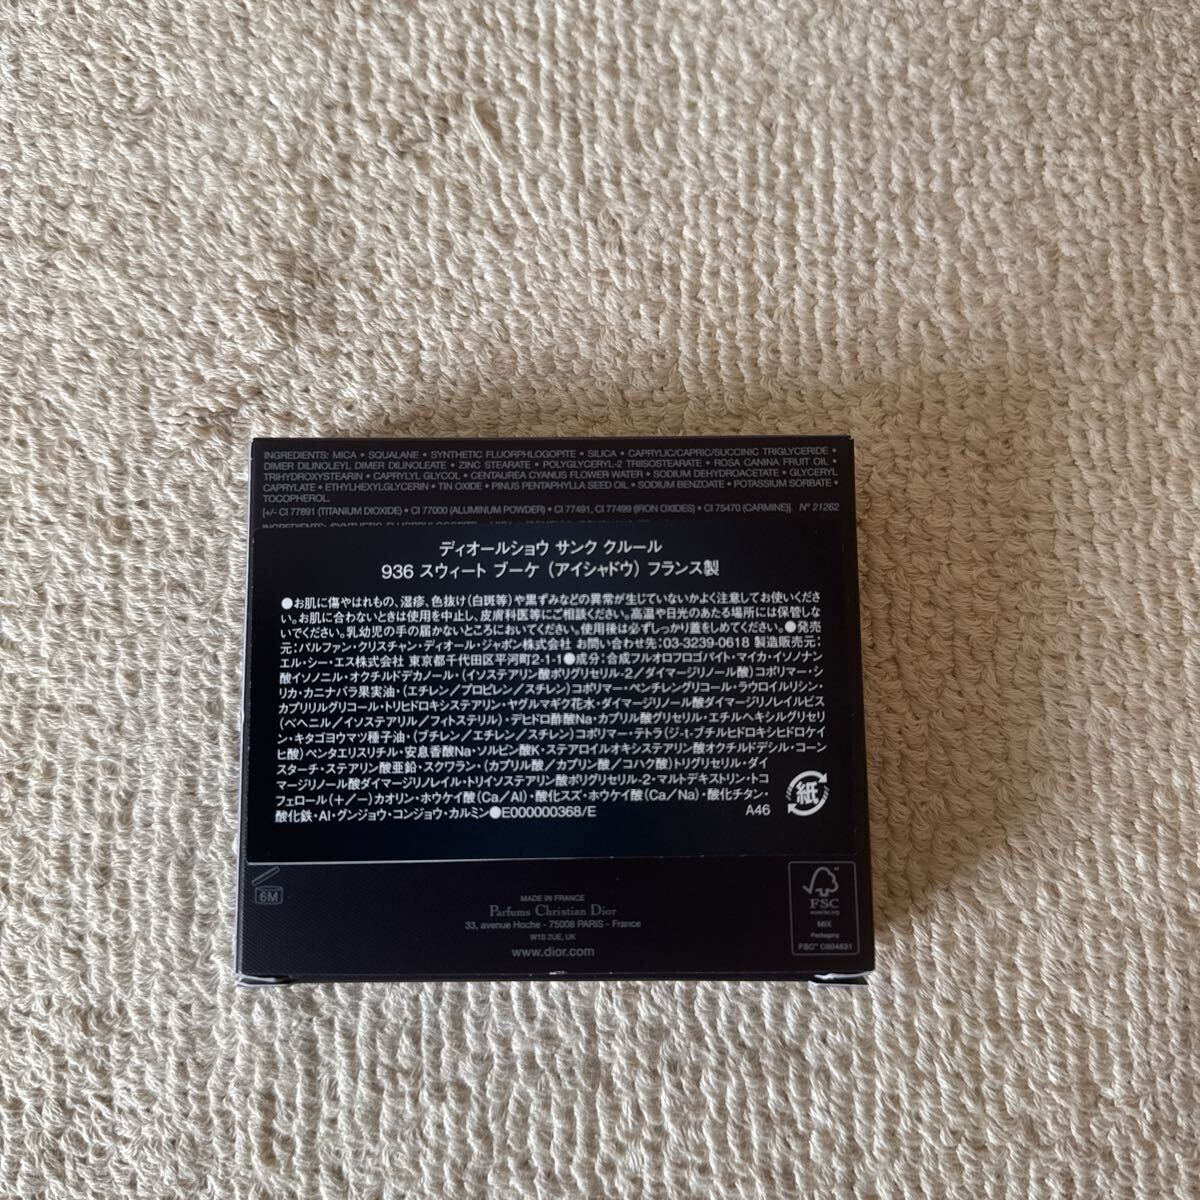 INGREDIENTS: MICA • SQUALANE • SYNTHETIC FLUORPHLOGOPITE • SILICA • CAPRYLIC/CAPRIC/SUCCINIC TRIGLYCERIDE •
DIMER DILINOLEYL DIMER DILINOLEATE • ZINC STEARATE • POLYGLYCERYL-2 TRIISOSTEARATE • ROSA CANINA FRUIT OIL •
TRIHYDROXYSTEARIN • CAPRYLYL GLYCOL • CENTAUREA CYANUS FLOWER WATER • SODIUM DEHYDROACETATE • GLYCERYL
CAPRYLATE • ETHYLHEXYLGLYCERIN • TIN OXIDE • PINUS PENTAPHYLLA SEED OIL • SODIUM BENZOATE • POTASSIUM SORBATE •
TOCOPHEROL.
[+/- CI 77891 (TITANIUM DIOXIDE) • CI 77000 (ALUMINUM POWDER) • CI 77491, CI 77499 (IRON OXIDES) • CI 75470 (CARMINE)]. N° 21262
ディオールショウ サンク クルール
936 スウィート ブーケ (アイシャドウ) フランス製
●お肌に傷やはれもの、湿疹、色抜け(白斑等)や黒ずみなどの異常が生じていないかよく注意してお使いくださ
い。お肌に合わないときは使用を中止し、皮膚科医等にご相談ください。高温や日光のあたる場所には保管しな
いでください。乳幼児の手の届かないところにおいてください。使用後は必ずしっかり蓋をしめてください。●発売
元:パルファン・クリスチャン・ディオール・ジャポン株式会社 お問い合わせ先:03-3239-0618 製造販売元:
エル・シー・エス株式会社 東京都千代田区平河町2-1-1●成分:合成フルオロフロゴパイト・マイカ・イソノナン
酸イソノニル・オクチルドデカノール・(イソステアリン酸ポリグリセリル-2/ダイマージリノール酸)コポリマー・シ
リカ・カニナバラ果実油・(エチレン/プロピレン/スチレン)コポリマー・ペンチレングリコール・ラウロイルリシン・
カプリリルグリコール・トリヒドロキシステアリン・ヤグルマギク花水・ダイマージリノール酸ダイマージリノレイルビス
(ベヘニル/イソステアリル/フィトステリル)・デヒドロ酢酸Na・カプリル酸グリセリル・エチルヘキシルグリセリ
ン・キタゴヨウマツ種子油・(ブチレン/エチレン/スチレン)コポリマー・テトラ(ジ-t-ブチルヒドロキシヒドロケイ
ヒ酸)ペンタエリスリチル・安息香酸Na・ソルビン酸K・ステアロイルオキシステアリン酸オクチルドデシル・コーン
スターチ・ステアリン酸亜鉛・スクワラン・(カプリル酸/カプリン酸/コハク酸)トリグリセリル・ダイ
マージリノール酸ダイマージリノレイル・トリイソステアリン酸ポリグリセリル-2・マルトデキストリン・トコ
フェロール(+/-)カオリン・ホウケイ酸(Ca/Al)・酸化スズ・ホウケイ酸(Ca/Na)・酸化チタン・
酸化鉄・Al・グンジョウ・コンジョウ・カルミン●E000000368/E
A46
紙
6M
MADE IN FRANCE
Parfums Christian Dior
33, avenue Hoche - 75008 PARIS - France
W1S 2UE, UK
www.dior.com
FSC
www.fsc.org
MIX
Packaging
FSC™ C004831